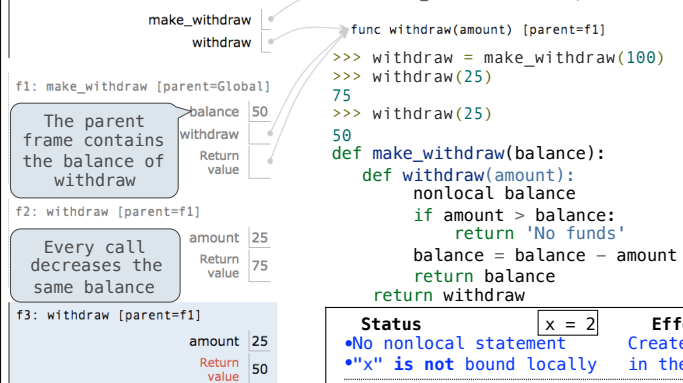 make_withdraw
withdraw
func withdraw(amount) [parent=f1]
>>> withdraw = make_withdraw(100)
>>> withdraw(25)
75
>>> withdraw(25)
50
f1: make_withdraw [parent=Global]
balance 50
withdraw
Return
value
The parent
frame contains
the balance of
withdraw
f2: withdraw [parent=f1]
amount 25
Return
value 75
Every call
decreases the
same balance
f3: withdraw [parent=f1]
amount 25
Return
value 50
def make_withdraw(balance):
def withdraw(amount):
nonlocal balance
if amount > balance:
return 'No funds'
balance = balance − amount
return balance
return withdraw
Status x = 2 Eff
•No nonlocal statement Create
•"x" is not bound locally in the